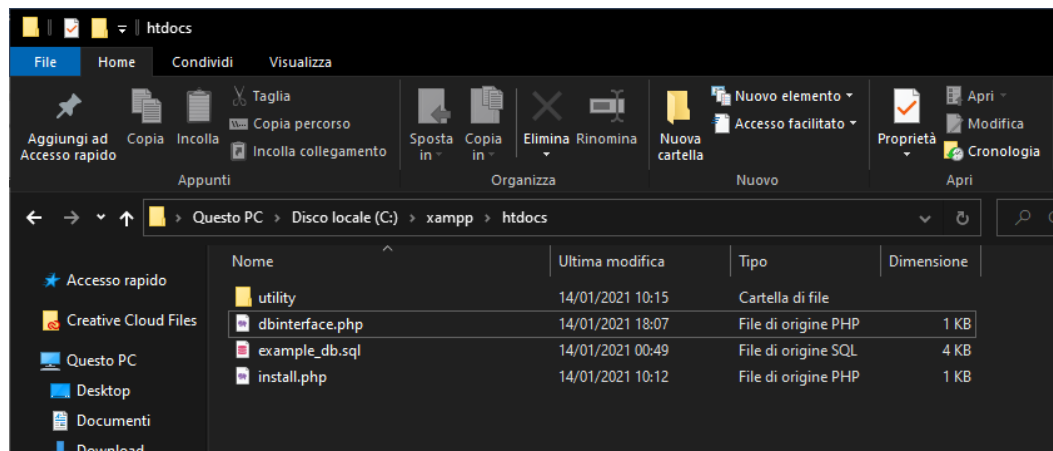 htdocs
File Home Condividi Visualizza
Aggiungi ad
Accesso rapido
Copia
Incolla
Taglia
Copia percorso
Incolla collegamento
Appunti
Sposta
in
Copia
in
Elimina
Rinomina
Organizza
Nuova
cartella
Nuovo elemento
Accesso facilitato
Nuovo
Proprietà
Apri
Modifica
Cronologia
Apri
Questo PC > Disco locale (C:) > xampp > htdocs
Nome Ultima modifica Tipo Dimensione
utility 14/01/2021 10:15 Cartella di file
dbinterface.php 14/01/2021 18:07 File di origine PHP 1 KB
example_db.sql 14/01/2021 00:49 File di origine SQL 4 KB
install.php 14/01/2021 10:12 File di origine PHP 1 KB
Accesso rapido
Creative Cloud Files
Questo PC
Desktop
Documenti
Download